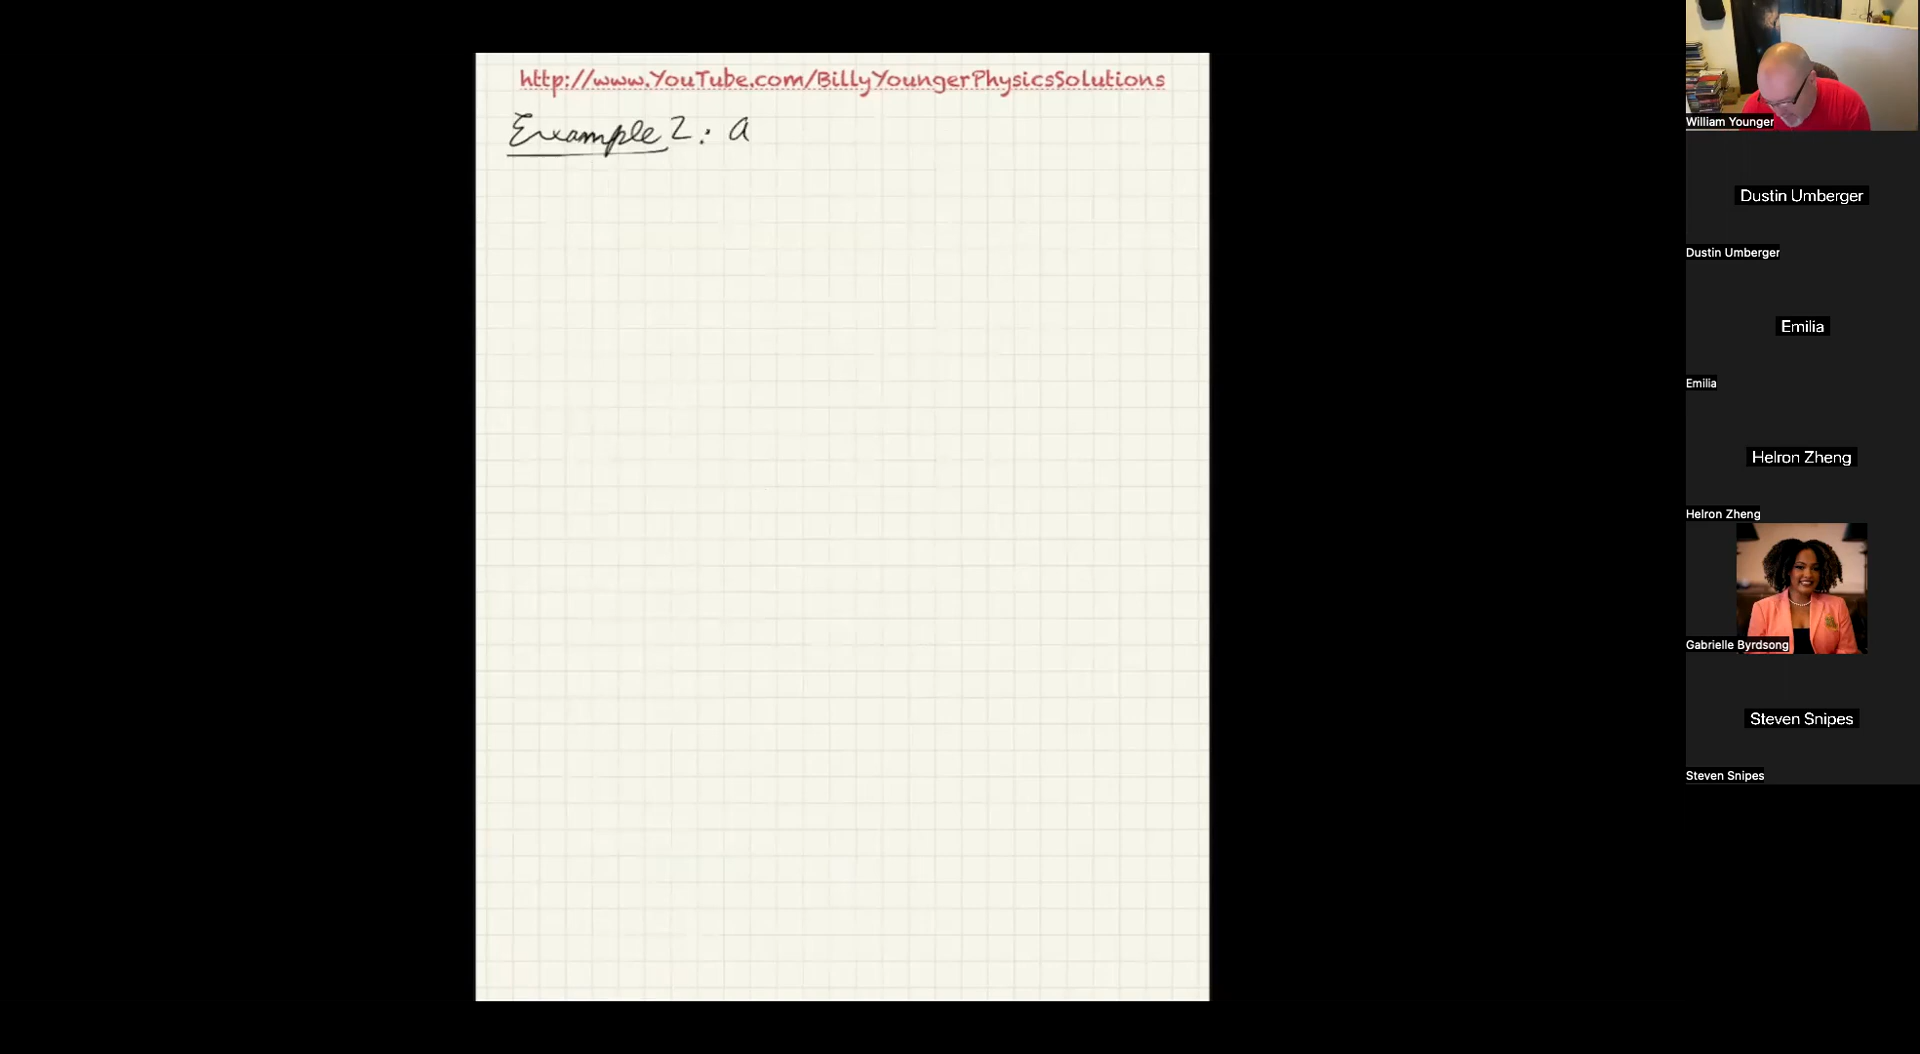 http://www.YouTube.com/BillyYoungerPhysicsSolutions
Example 2: a
William Younger
Dustin Umberger
Dustin Umberger
Emilia
Emilia
Helron Zheng
Helron Zheng
Gabrielle Byrdsong
Steven Snipes
Steven Snipes